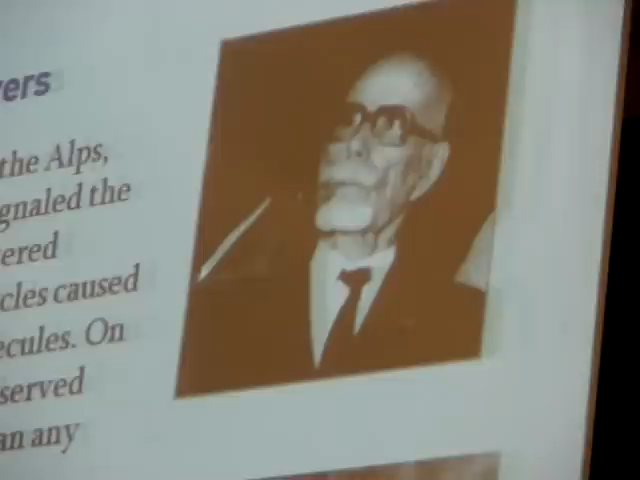 ers
the Alps,
gnaled the
ered
cles caused
ecules. On
served
an any